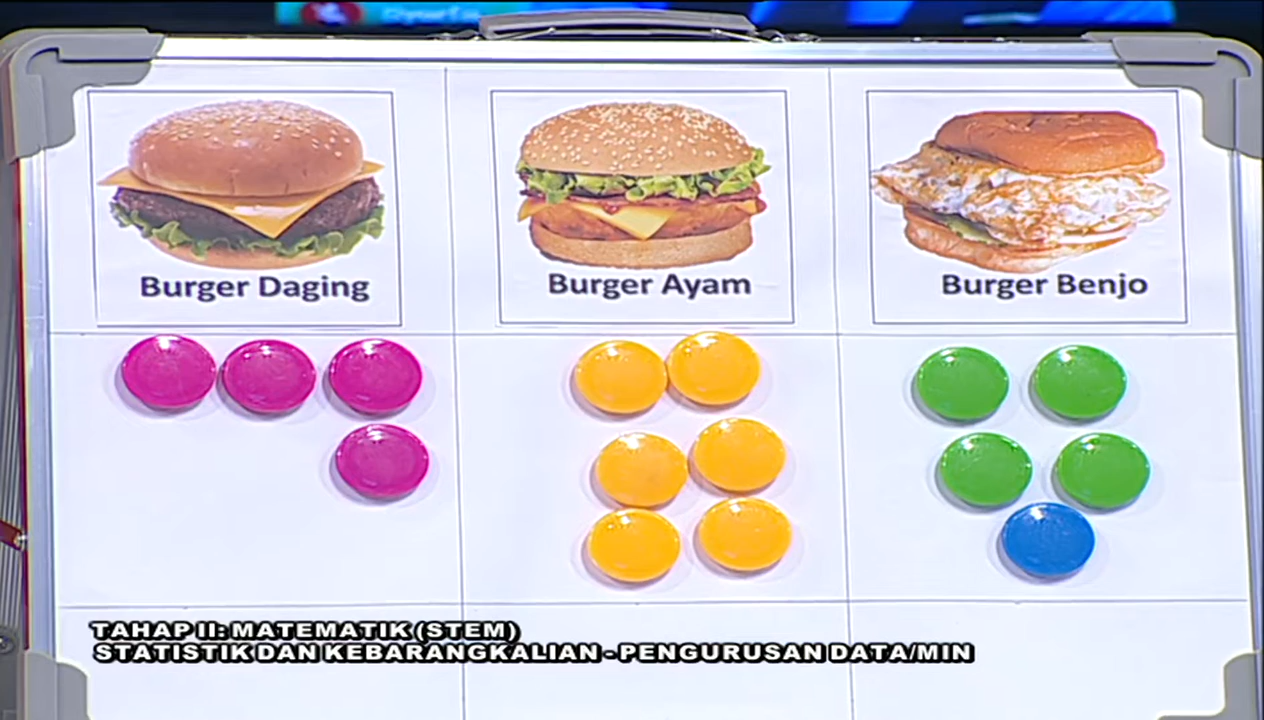 Burger Daging
Burger Ayam
Burger Benjo
TAHAP II: MATEMATIK (STEM)
STATISTIK DAN KEBARANGKALIAN - PENGURUSAN DATA/MIN